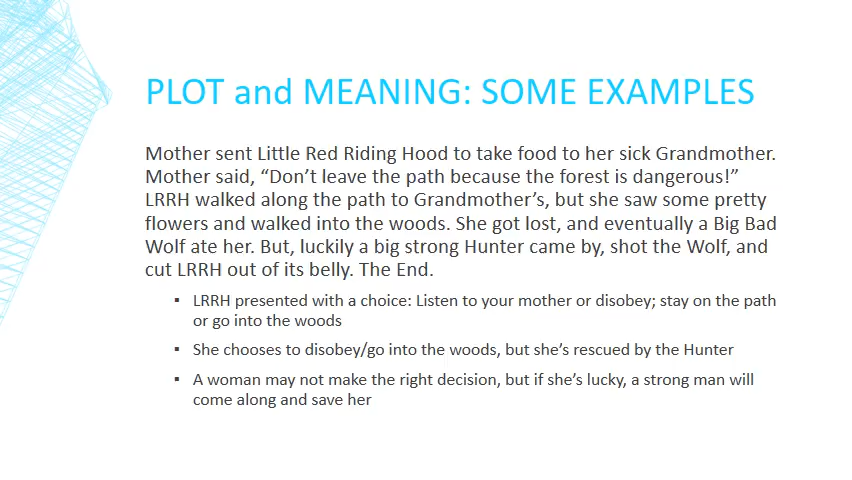 PLOT and MEANING: SOME EXAMPLES
Mother sent Little Red Riding Hood to take food to her sick Grandmother.
Mother said, “Don’t leave the path because the forest is dangerous!”
LRRH walked along the path to Grandmother’s, but she saw some pretty
flowers and walked into the woods. She got lost, and eventually a Big Bad
Wolf ate her. But, luckily a big strong Hunter came by, shot the Wolf, and
cut LRRH out of its belly. The End.
▪ LRRH presented with a choice: Listen to your mother or disobey; stay on the path
or go into the woods
▪ She chooses to disobey/go into the woods, but she’s rescued by the Hunter
▪ A woman may not make the right decision, but if she’s lucky, a strong man will
come along and save her